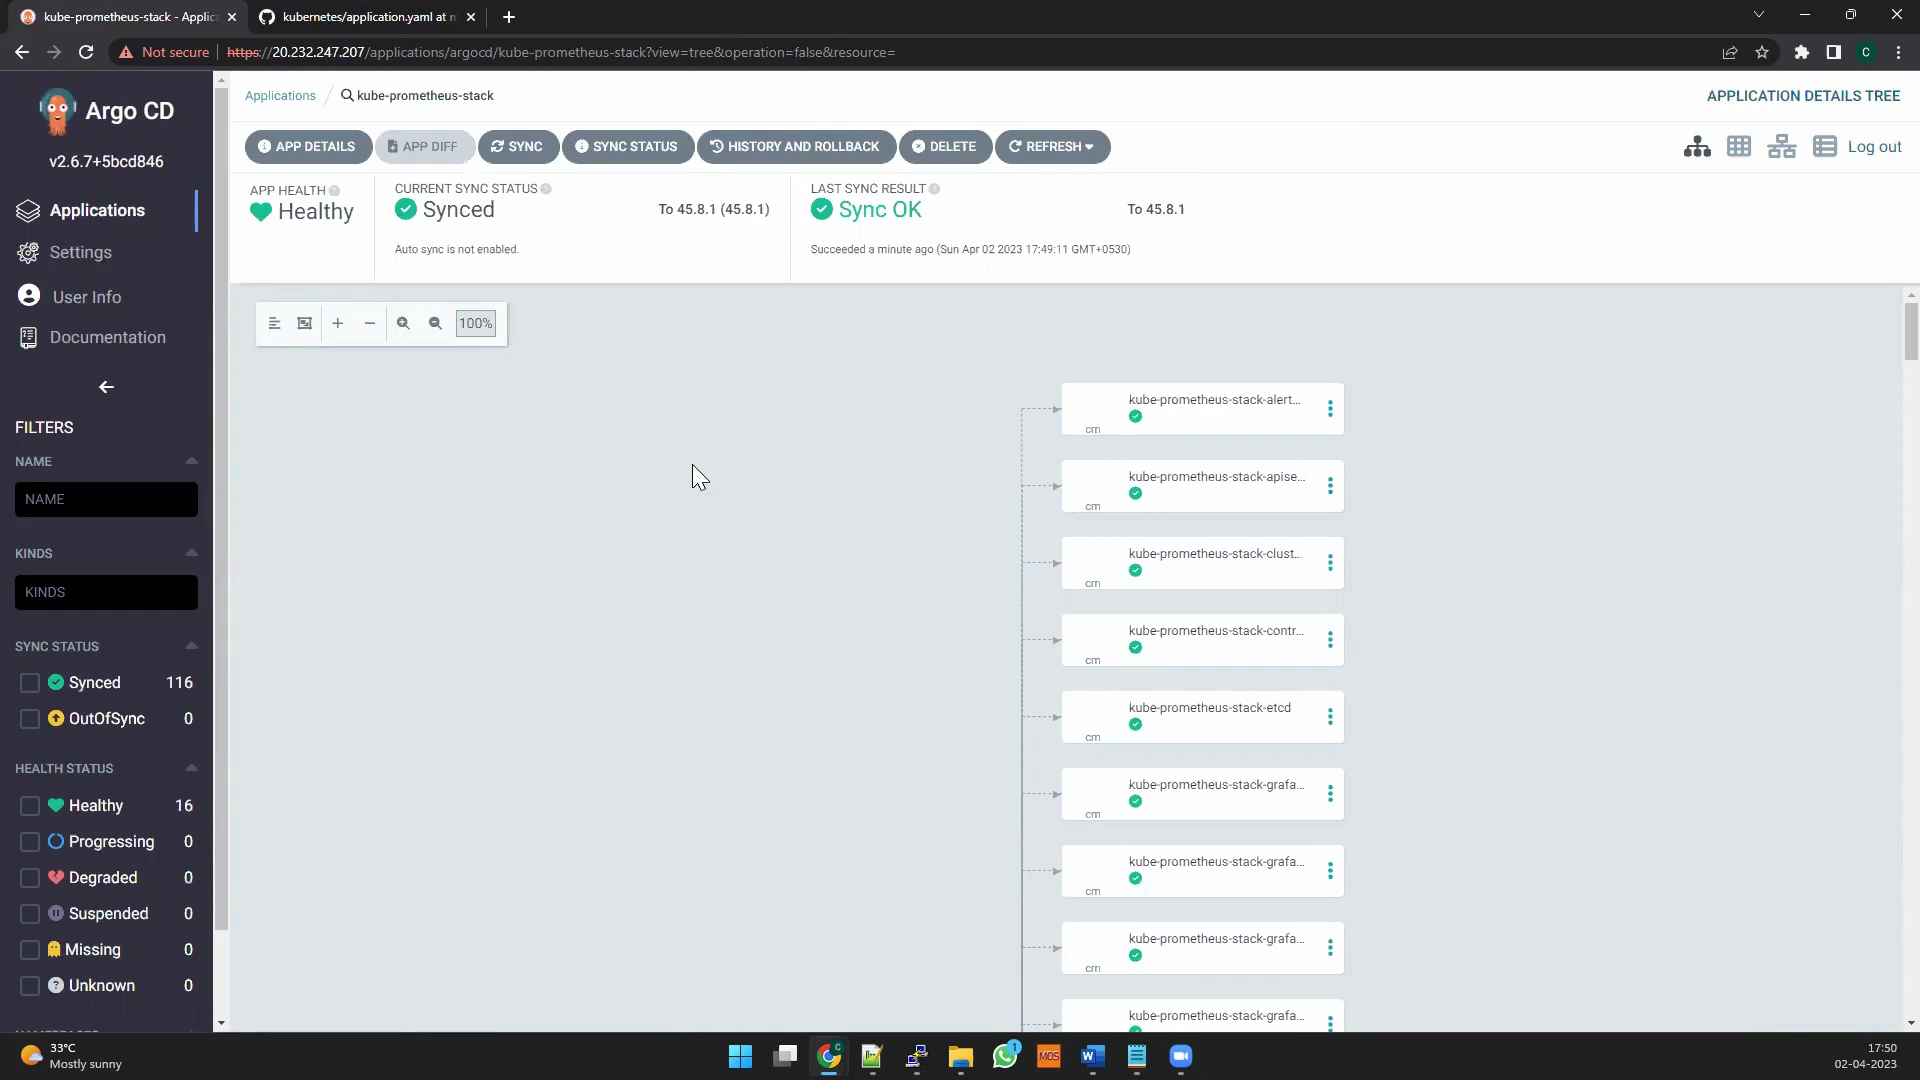 kube-prometheus-stack - Applic
kubernetes/application.yaml at m
Not secure
https://20.232.247.207/applications/argocd/kube-prometheus-stack?view=tree&operation=false&resource=
C
Argo CD
v2.6.7+5bcd846
Applications
Settings
User Info
Documentation
FILTERS
NAME
NAME
KINDS
KINDS
SYNC STATUS
Synced 116
OutOfSync 0
HEALTH STATUS
Healthy 16
Progressing 0
Degraded 0
Suspended 0
Missing 0
Unknown 0
NAMESPACES
Applications
kube-prometheus-stack
APPLICATION DETAILS TREE
APP DETAILS
APP DIFF
SYNC
SYNC STATUS
HISTORY AND ROLLBACK
DELETE
REFRESH
Log out
APP HEALTH
Healthy
CURRENT SYNC STATUS
Synced
To 45.8.1 (45.8.1)
Auto sync is not enabled.
LAST SYNC RESULT
Sync OK
To 45.8.1
Succeeded a minute ago (Sun Apr 02 2023 17:49:11 GMT+0530)
100%
kube-prometheus-stack-alert...
cm
kube-prometheus-stack-apise...
cm
kube-prometheus-stack-clust...
cm
kube-prometheus-stack-contr...
cm
kube-prometheus-stack-etcd
cm
kube-prometheus-stack-grafa...
cm
kube-prometheus-stack-grafa...
cm
kube-prometheus-stack-grafa...
cm
kube-prometheus-stack-grafa...
33°C
Mostly sunny
C
1
MOS
W
17:50
02-04-2023